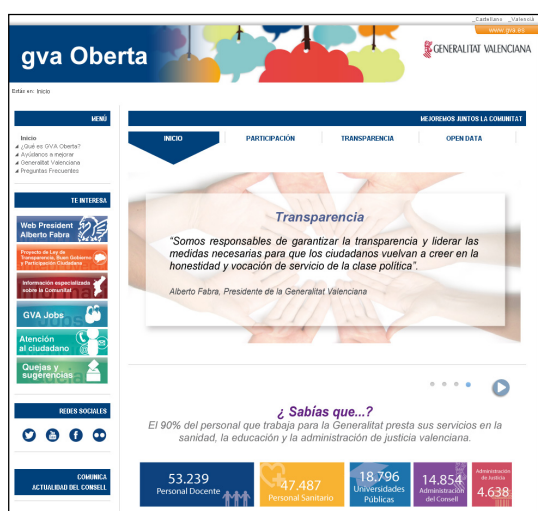 _Castellano _Valencià
www.gva.es
gva Oberta
GENERALITAT VALENCIANA
Estás en: Inicio
MENÚ
Inicio
¿Qué es GVA Oberta?
Ayúdanos a mejorar
Generalitat Valenciana
Preguntas Frecuentes
TE INTERESA
Web President
Alberto Fabra
Proyecto de Ley de
Transparencia, Buen Gobierno
y Participación Ciudadana
Información especializada
sobre la Comunitat
GVA Jobs
Atención
al ciudadano
Quejas y
sugerencias
REDES SOCIALES
COMUNICA
ACTUALIDAD DEL CONSELL
MEJOREMOS JUNTOS LA COMUNITAT
INICIO PARTICIPACIÓN TRANSPARENCIA OPEN DATA
Transparencia
“Somos responsables de garantizar la transparencia y liderar las
medidas necesarias para que los ciudadanos vuelvan a creer en la
honestidad y vocación de servicio de la clase política”.
Alberto Fabra, Presidente de la Generalitat Valenciana
¿ Sabías que...?
El 90% del personal que trabaja para la Generalitat presta sus servicios en la
sanidad, la educación y la administración de justicia valenciana.
53.239
Personal Docente
47.487
Personal Sanitario
18.796
Universidades
Públicas
14.854
Administración
del Consell
Administración
de Justicia
4.638